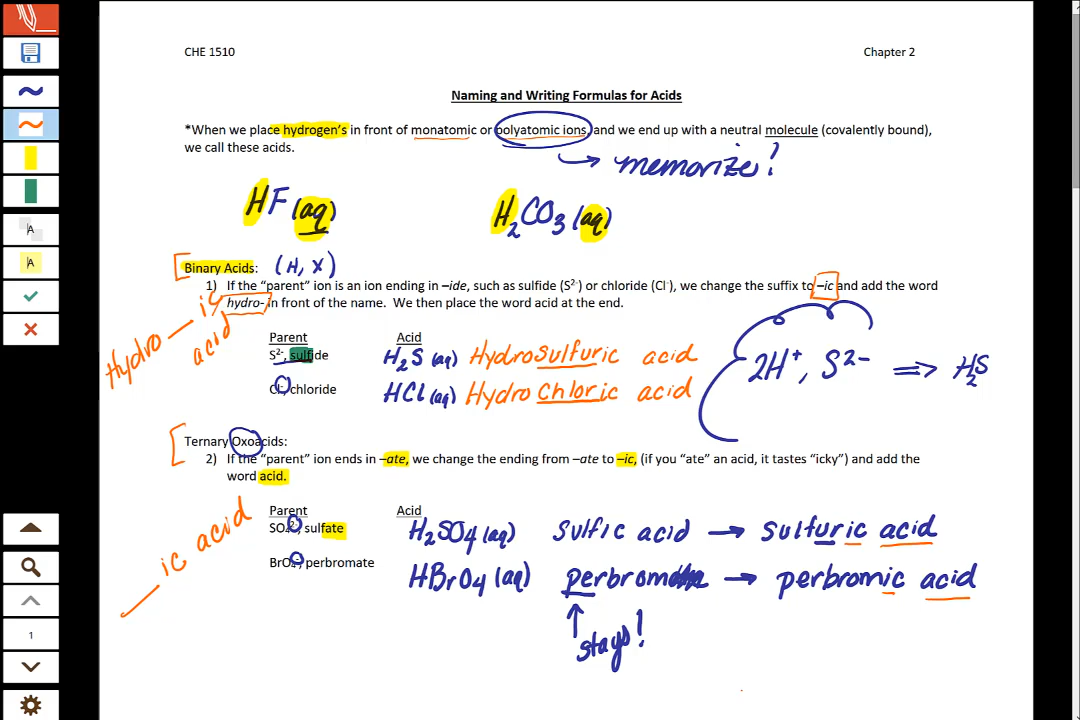 CHE 1510 Chapter 2
Naming and Writing Formulas for Acids
*When we place hydrogen's in front of monatomic or polyatomic ions, and we end up with a neutral molecule (covalently bound),
we call these acids.
→ memorize!
HF (aq) H₂CO₃ (aq)
Binary Acids: (H, X)
1) If the "parent" ion is an ion ending in –ide, such as sulfide (S²⁻) or chloride (Cl⁻), we change the suffix to –ic and add the word
hydro- in front of the name. We then place the word acid at the end.
Hydro — ic
acid
Parent Acid
S²⁻, sulfide H₂S (aq) Hydrosulfuric acid
Cl⁻, chloride HCl (aq) Hydrochloric acid
2H⁺, S²⁻ ⇒ H₂S
Ternary Oxoacids:
2) If the "parent" ion ends in –ate, we change the ending from –ate to –ic, (if you "ate" an acid, it tastes "icky") and add the
word acid.
__ ic acid
Parent Acid
SO₄²⁻, sulfate H₂SO₄ (aq) sulfic acid → sulfuric acid
BrO₄⁻, perbromate HBrO₄ (aq) → perbromic acid
↑
stays!
A
A
1